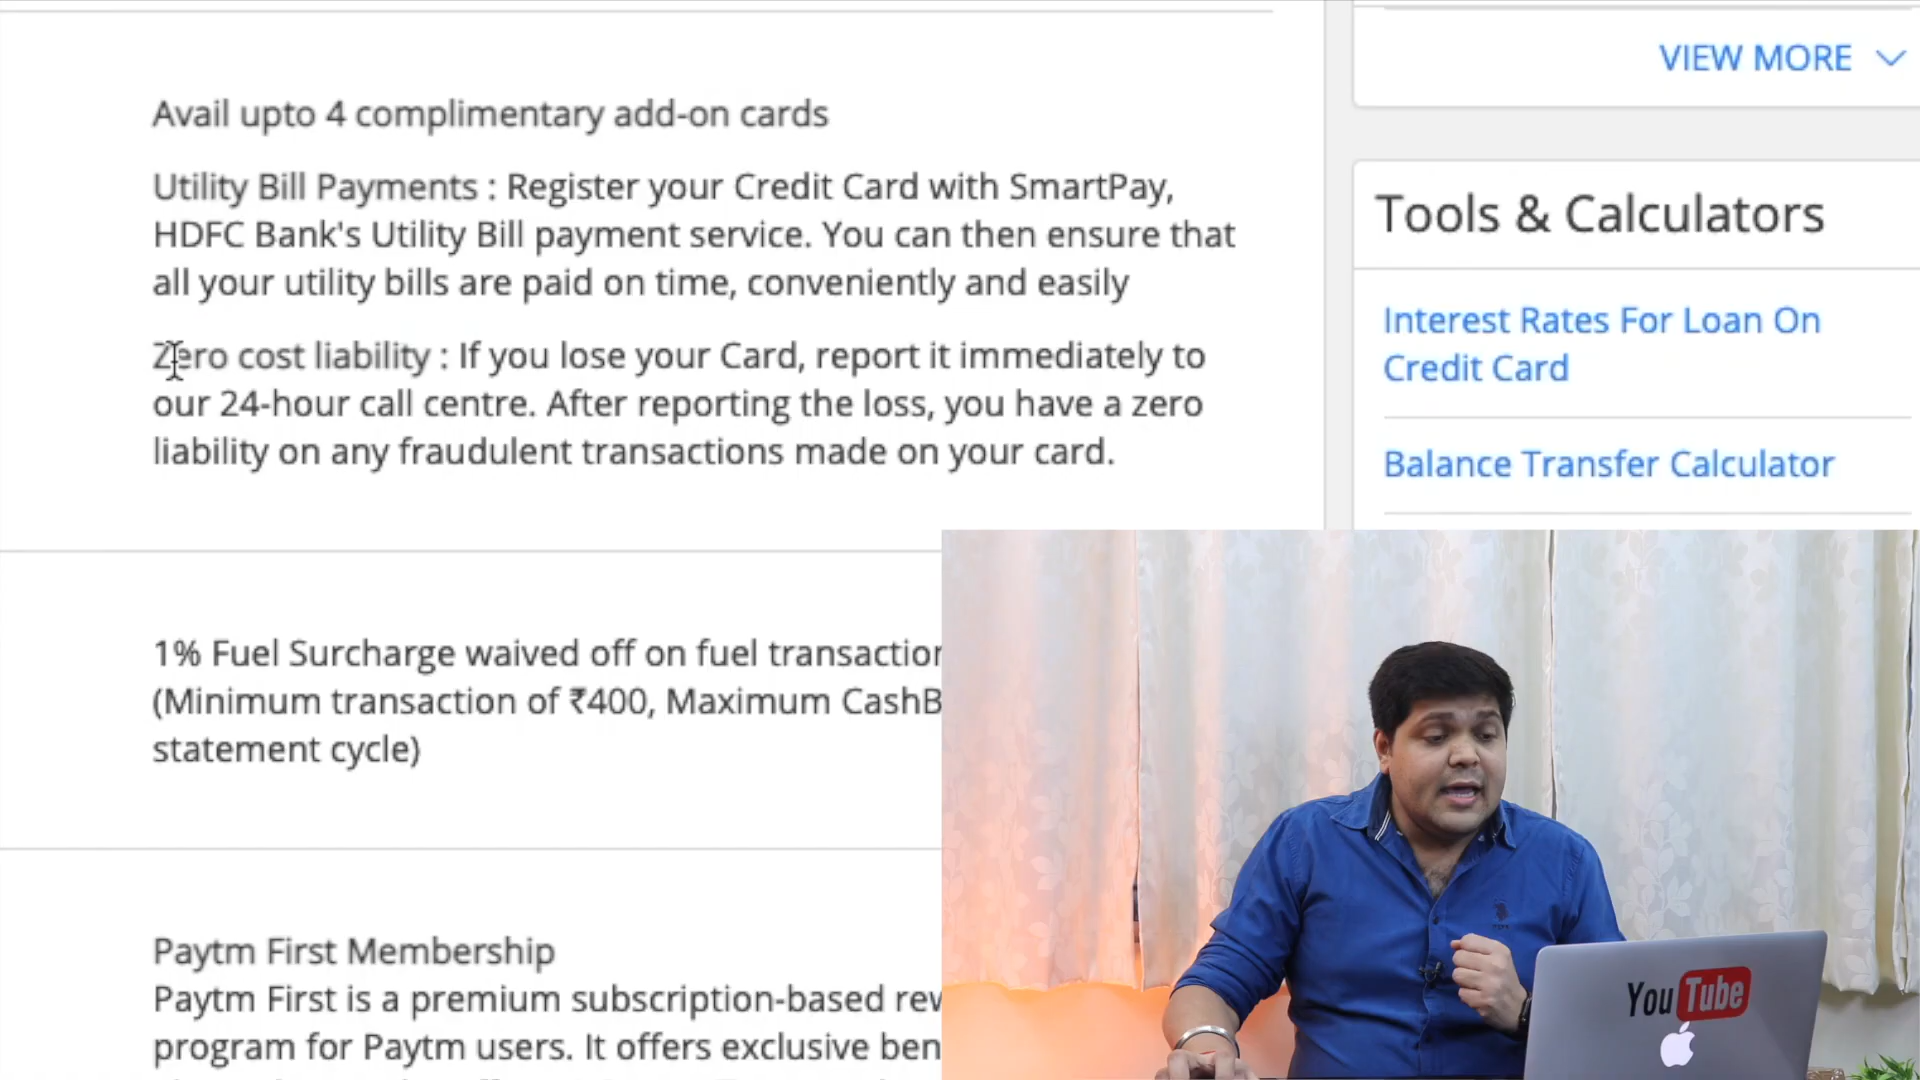 Avail upto 4 complimentary add-on cards
Utility Bill Payments : Register your Credit Card with SmartPay,
HDFC Bank's Utility Bill payment service. You can then ensure that
all your utility bills are paid on time, conveniently and easily
Zero cost liability : If you lose your Card, report it immediately to
our 24-hour call centre. After reporting the loss, you have a zero
liability on any fraudulent transactions made on your card.
1% Fuel Surcharge waived off on fuel transaction
(Minimum transaction of ₹400, Maximum CashB
statement cycle)
Paytm First Membership
Paytm First is a premium subscription-based rew
program for Paytm users. It offers exclusive ben
VIEW MORE
Tools & Calculators
Interest Rates For Loan On
Credit Card
Balance Transfer Calculator
YouTube